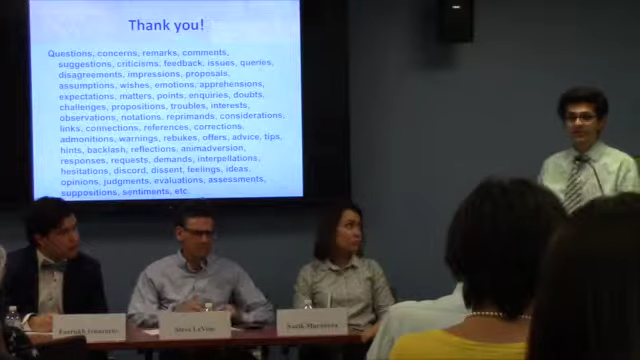 Thank you!
Questions, concerns, remarks, comments,
suggestions, criticisms, feedback, issues, queries,
disagreements, impressions, proposals,
assumptions, wishes, emotions, apprehensions,
expectations, matters, points, enquiries, doubts,
challenges, propositions, troubles, interests,
observations, notations, reprimands, considerations,
links, connections, references, corrections,
admonitions, warnings, rebukes, offers, advice, tips,
hints, backlash, reflections, animadversion,
responses, requests, demands, interpellations,
hesitations, discord, dissent, feelings, ideas,
opinions, judgments, evaluations, assessments,
suppositions, sentiments, etc.
Steve LeVine